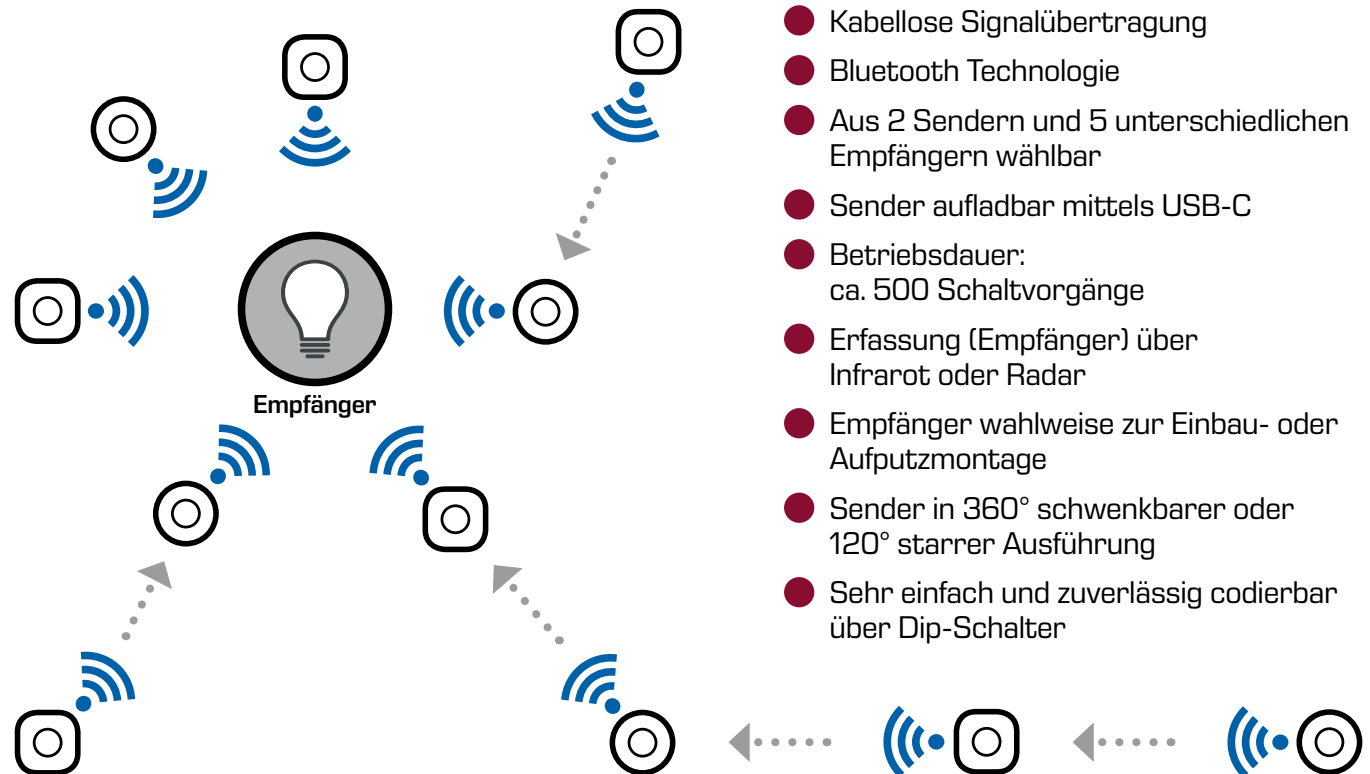 Kabellose Signalübertragung
Bluetooth Technologie
Aus 2 Sendern und 5 unterschiedlichen
Empfängern wählbar
Sender aufladbar mittels USB-C
Betriebsdauer:
ca. 500 Schaltvorgänge
Erfassung (Empfänger) über
Infrarot oder Radar
Empfänger wahlweise zur Einbau- oder
Aufputzmontage
Sender in 360° schwenkbarer oder
120° starrer Ausführung
Sehr einfach und zuverlässig codierbar
über Dip-Schalter
Empfänger